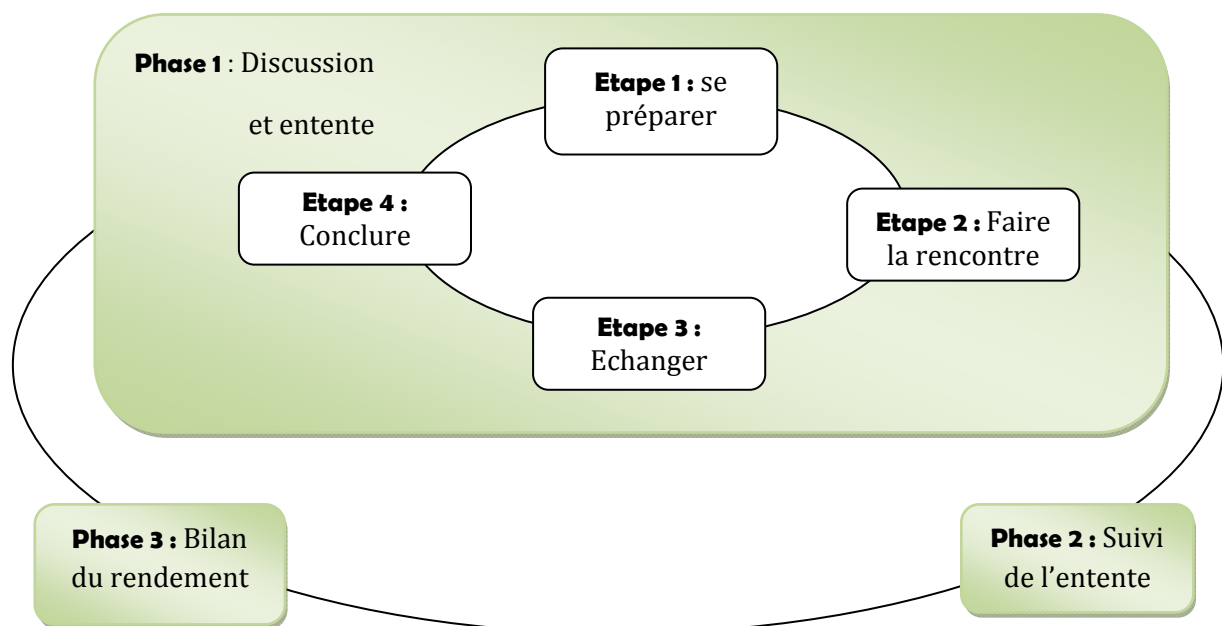 Phase 1 : Discussion
et entente
Etape 1 : se
préparer
Etape 2 : Faire
la rencontre
Etape 3 :
Echanger
Etape 4 :
Conclure
Phase 2 : Suivi
de l’entente
Phase 3 : Bilan
du rendement